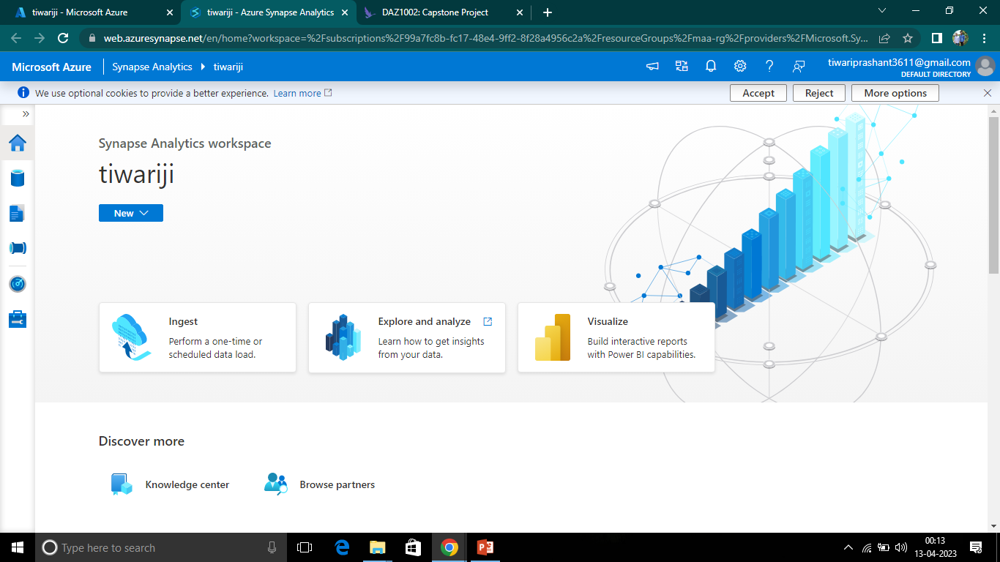 tiwariji - Microsoft Azure
tiwariji - Azure Synapse Analytics
DAZ1002: Capstone Project
web.azuresynapse.net/en/home?workspace=%2Fsubscriptions%2F99a7fc8b-fc17-48e4-9ff2-8f28a4956c2a%2FresourceGroups%2Fmaa-rg%2Fproviders%2FMicrosoft.Sy...
Microsoft Azure
Synapse Analytics
tiwariji
tiwariprashant3611@gmail.com
DEFAULT DIRECTORY
We use optional cookies to provide a better experience. Learn more
Accept
Reject
More options
Synapse Analytics workspace
tiwariji
New
Ingest
Perform a one-time or
scheduled data load.
Explore and analyze
Learn how to get insights
from your data.
Visualize
Build interactive reports
with Power BI capabilities.
Discover more
Knowledge center
Browse partners
Type here to search
00:13
13-04-2023